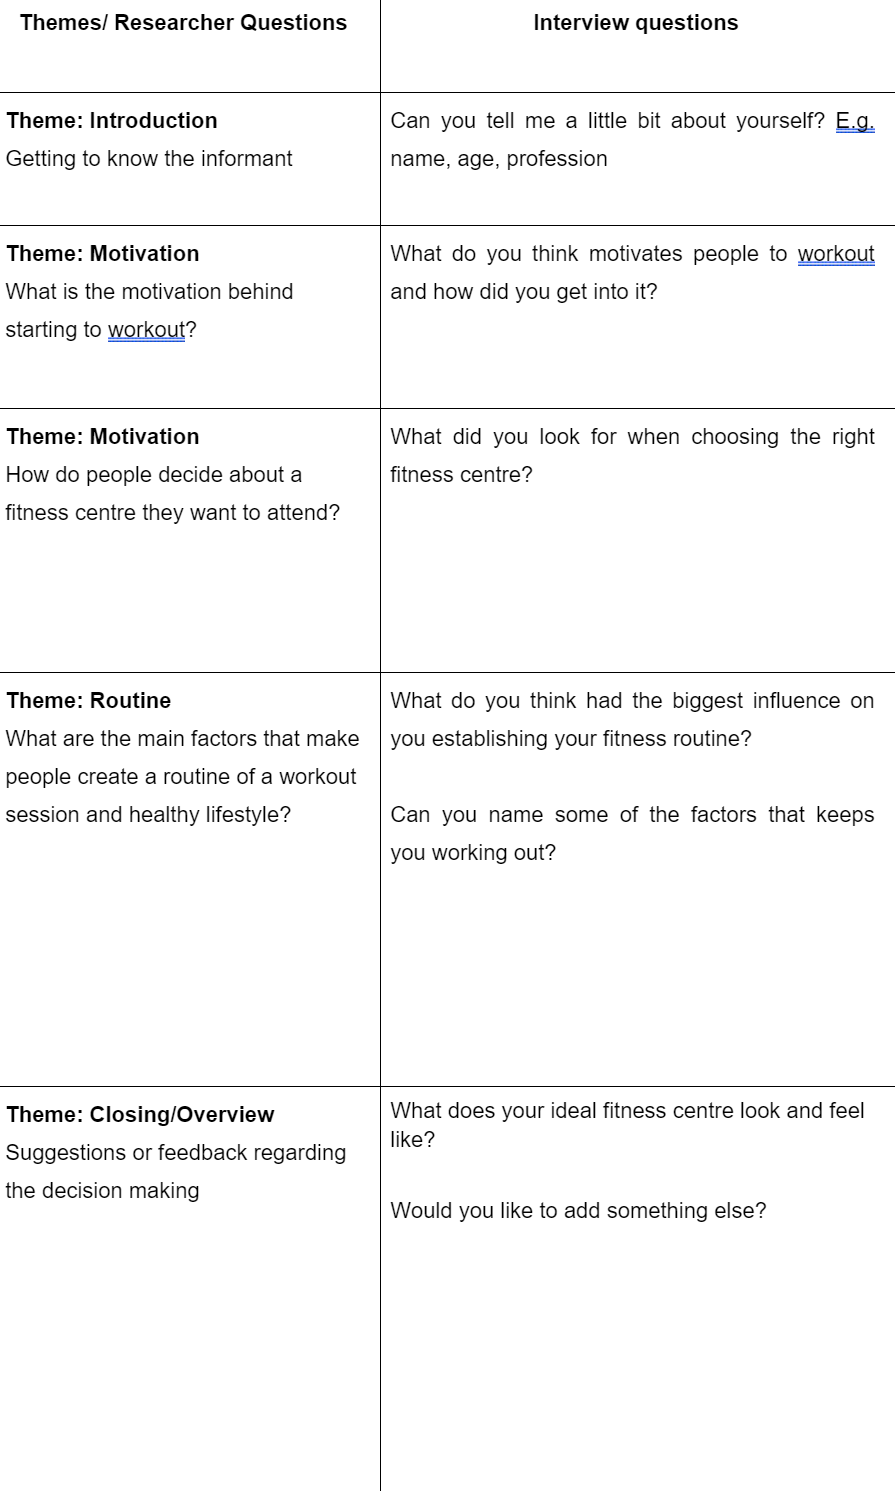 Themes/ Researcher Questions
Interview questions
Theme: Introduction
Getting to know the informant
Can you tell me a little bit about yourself? E.g.
name, age, profession
Theme: Motivation
What is the motivation behind
starting to workout?
What do you think motivates people to workout
and how did you get into it?
Theme: Motivation
How do people decide about a
fitness centre they want to attend?
What did you look for when choosing the right
fitness centre?
Theme: Routine
What are the main factors that make
people create a routine of a workout
session and healthy lifestyle?
What do you think had the biggest influence on
you establishing your fitness routine?
Can you name some of the factors that keeps
you working out?
Theme: Closing/Overview
Suggestions or feedback regarding
the decision making
What does your ideal fitness centre look and feel
like?
Would you like to add something else?